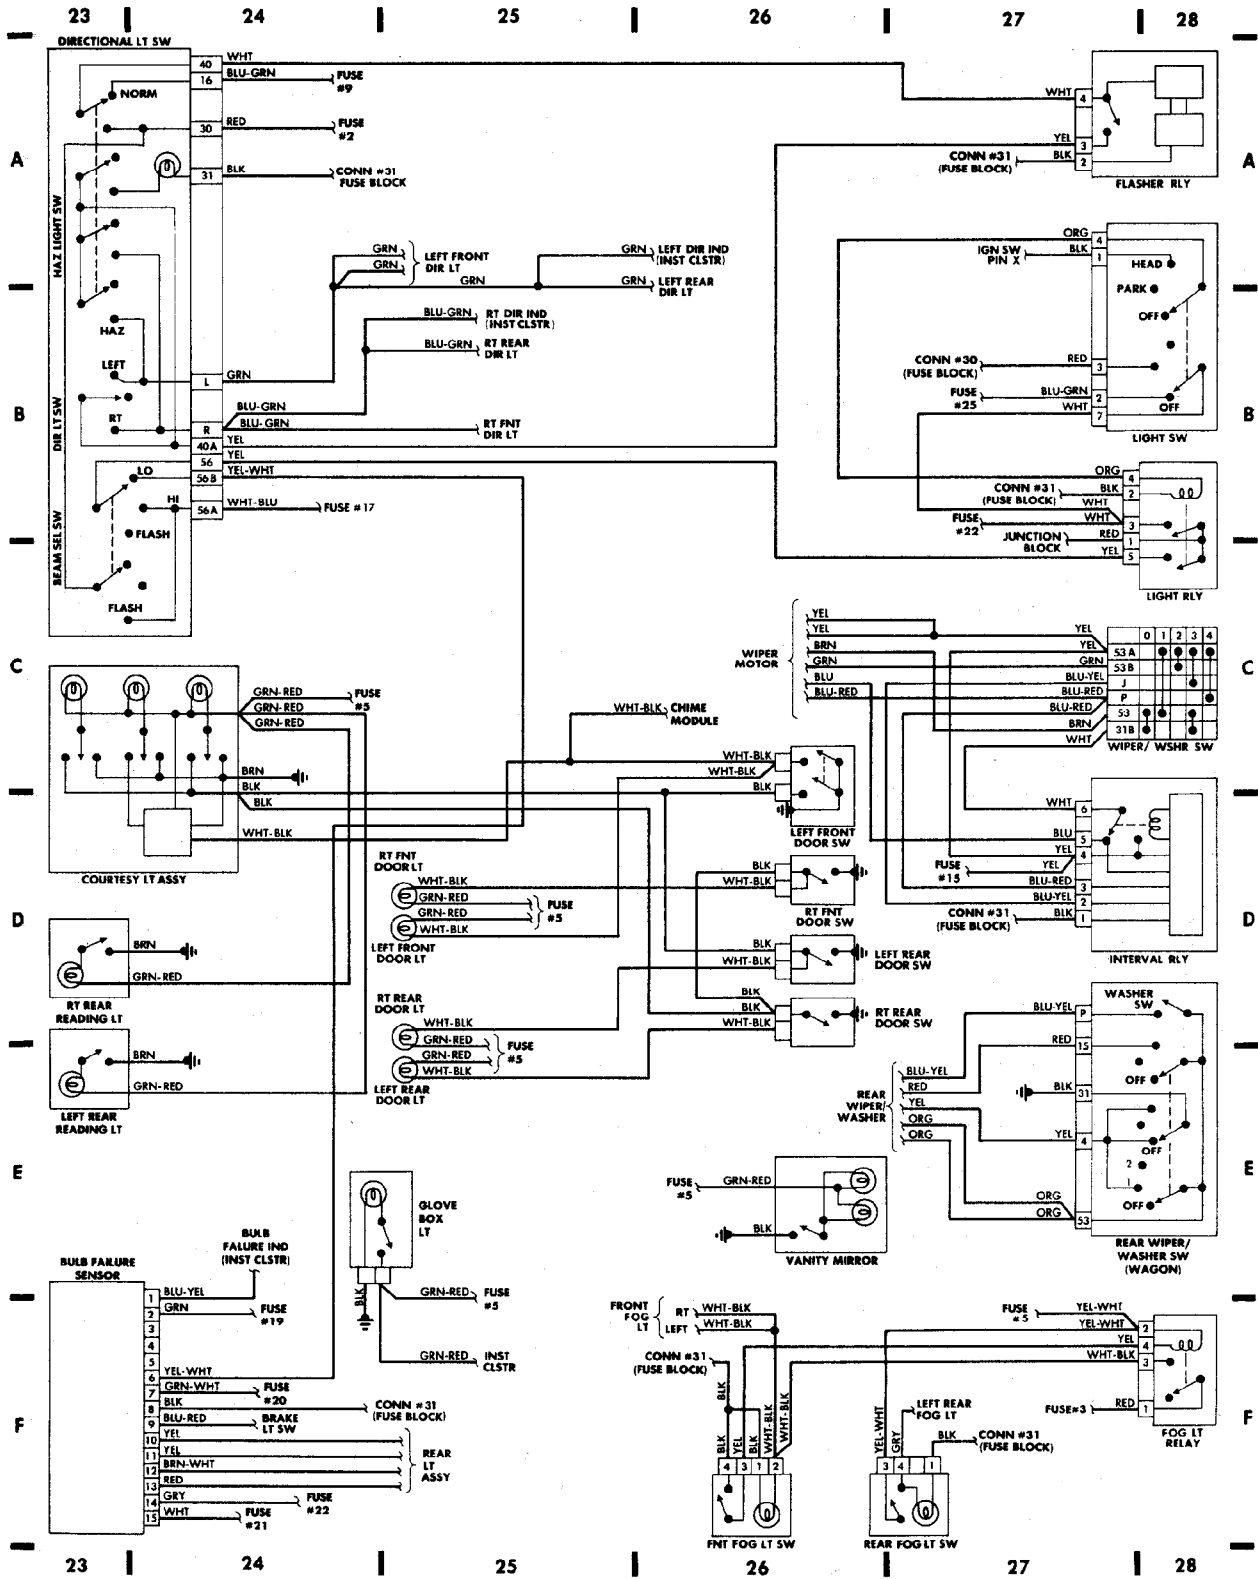 23 24 25 26 27 28
DIRECTIONAL LT SW
40 WHT
16 BLU-GRN FUSE #9
NORM
30 RED FUSE #2
31 BLK CONN #31 FUSE BLOCK
A
HAZ LIGHT SW
HAZ
GRN
GRN
LEFT FRONT DIR LT
GRN
GRN LEFT DIR IND (INST CLSTR)
GRN LEFT REAR DIR LT
BLU-GRN RT DIR IND (INST CLSTR)
BLU-GRN RT REAR DIR LT
LEFT
L GRN
B
DIR LT SW
RT
BLU-GRN
R BLU-GRN RT FNT DIR LT
40A YEL
56 YEL
56B YEL-WHT
LO
HI
56A WHT-BLU FUSE #17
FLASH
BEAM SEL SW
FLASH
WHT 4
YEL 3
CONN #31 (FUSE BLOCK) BLK 2
FLASHER RLY
A
ORG 4
IGN SW PIN X BLK 1
HEAD
PARK
OFF
CONN #30 (FUSE BLOCK) RED 3
FUSE #25 BLU-GRN 2
WHT 7
OFF
LIGHT SW
B
ORG 4
CONN #31 (FUSE BLOCK) BLK 2
WHT
FUSE #22 WHT 3
JUNCTION BLOCK RED 1
YEL 5
LIGHT RLY
C
WIPER MOTOR
YEL
YEL
BRN
GRN
BLU
BLU-RED
0 1 2 3 4
YEL
YEL 53A
GRN 53B
BLU-YEL J
BLU-RED P
BLU-RED 53
BRN 31B
WHT
WIPER/ WSHR SW
C
GRN-RED FUSE #5
GRN-RED
GRN-RED
BRN
BLK
BLK
WHT-BLK
COURTESY LT ASSY
WHT-BLK CHIME MODULE
WHT-BLK
WHT-BLK
BLK
LEFT FRONT DOOR SW
WHT 6
BLU 5
YEL 4
FUSE #15 YEL
BLU-RED 3
BLU-YEL 2
CONN #31 (FUSE BLOCK) BLK 1
INTERVAL RLY
D
RT FNT DOOR LT
WHT-BLK
GRN-RED
GRN-RED
WHT-BLK
FUSE #5
LEFT FRONT DOOR LT
BLK
WHT-BLK
RT FNT DOOR SW
BLK
WHT-BLK
LEFT REAR DOOR SW
D
BRN
GRN-RED
RT REAR READING LT
RT REAR DOOR LT
WHT-BLK
GRN-RED
GRN-RED
WHT-BLK
FUSE #5
LEFT REAR DOOR LT
BLK
BLK
WHT-BLK
RT REAR DOOR SW
BRN
GRN-RED
LEFT REAR READING LT
WASHER SW
BLU-YEL P
RED 15
OFF
BLK 31
YEL 4
OFF
2
1
OFF
ORG
ORG 53
REAR WIPER/ WASHER SW (WAGON)
REAR WIPER/ WASHER
BLU-YEL
RED
YEL
ORG
ORG
E
E
GLOVE BOX LT
BLK
GRN-RED FUSE #5
GRN-RED INST CLSTR
FUSE #5 GRN-RED
BLK
VANITY MIRROR
BULB FALURE IND (INST CLSTR)
BULB FAILURE SENSOR
1 BLU-YEL
2 GRN FUSE #19
3
4
5
6 YEL-WHT
7 GRN-WHT FUSE #20
8 BLK CONN #31 (FUSE BLOCK)
9 BLU-RED BRAKE LT SW
10 YEL
11 YEL
12 BRN-WHT
13 RED
REAR LT ASSY
14 GRY FUSE #22
15 WHT FUSE #21
F
FRONT FOG LT
RT WHT-BLK
LEFT WHT-BLK
CONN #31 (FUSE BLOCK)
BLK
BLK
YEL
BLK
WHT-BLK
WHT-BLK
4 3 1 2
FNT FOG LT SW
FUSE #5 YEL-WHT
YEL-WHT 2
YEL 4
WHT-BLK 3
FUSE#3 RED 1
FOG LT RELAY
LEFT REAR FOG LT
YEL-WHT
GRY
BLK CONN #31 (FUSE BLOCK)
3 4 1
REAR FOG LT SW
F
23 24 25 26 27 28